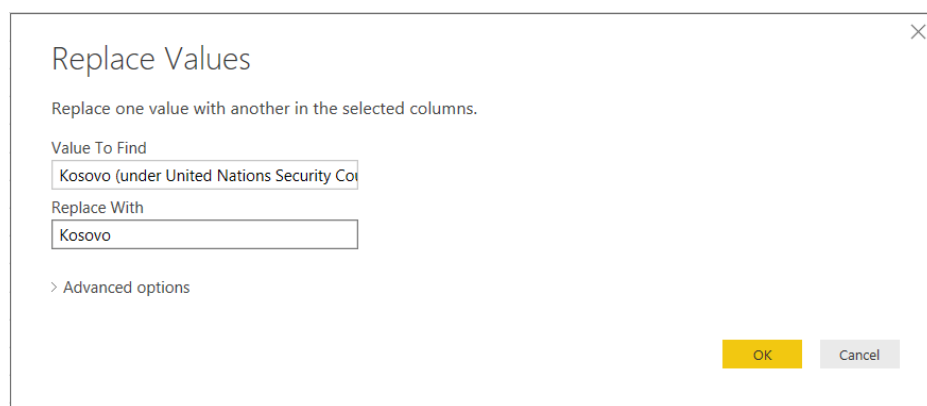 Replace Values
Replace one value with another in the selected columns.
Value To Find
Kosovo (under United Nations Security
Replace With
Kosovo
Advanced options
OK
Cancel